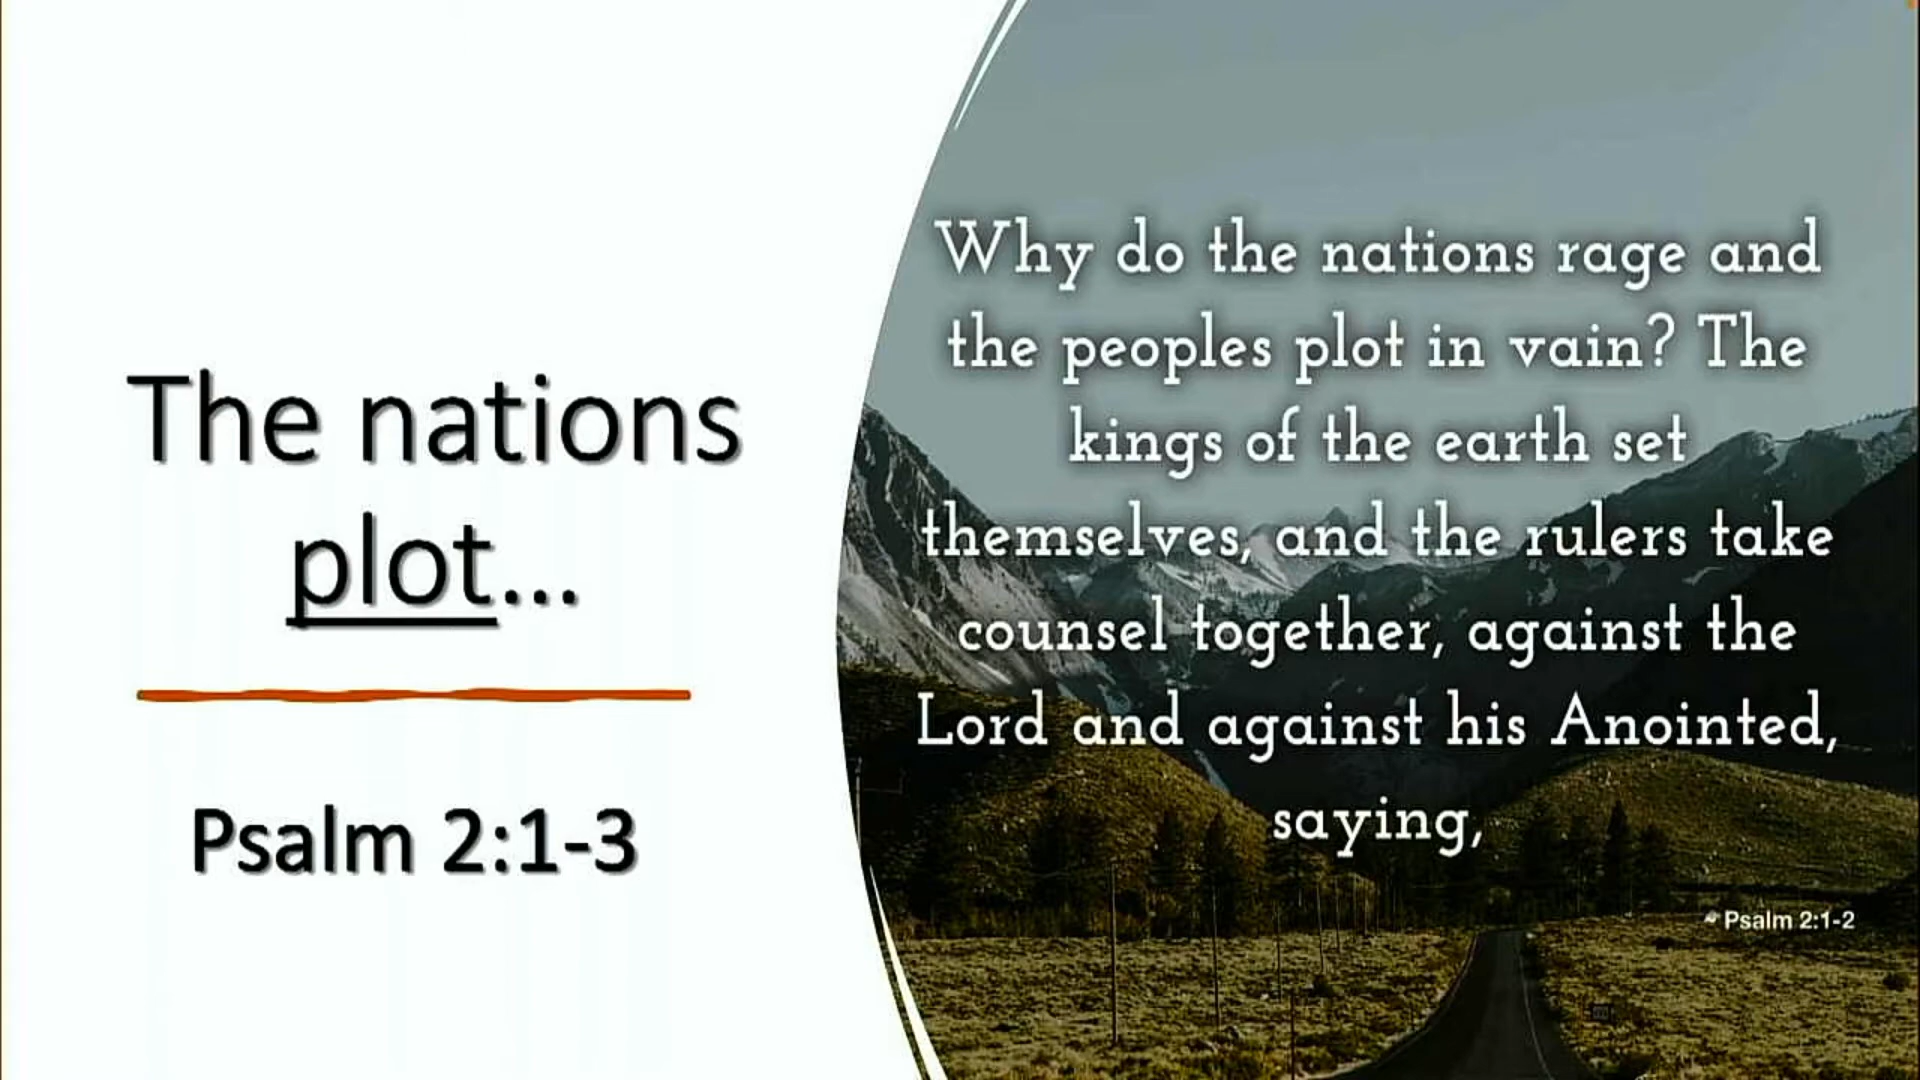 The nations
plot...
Psalm 2:1-3
Why do the nations rage and
the peoples plot in vain? The
kings of the earth set
themselves, and the rulers take
counsel together, against the
Lord and against his Anointed,
saying,
Psalm 2:1-2